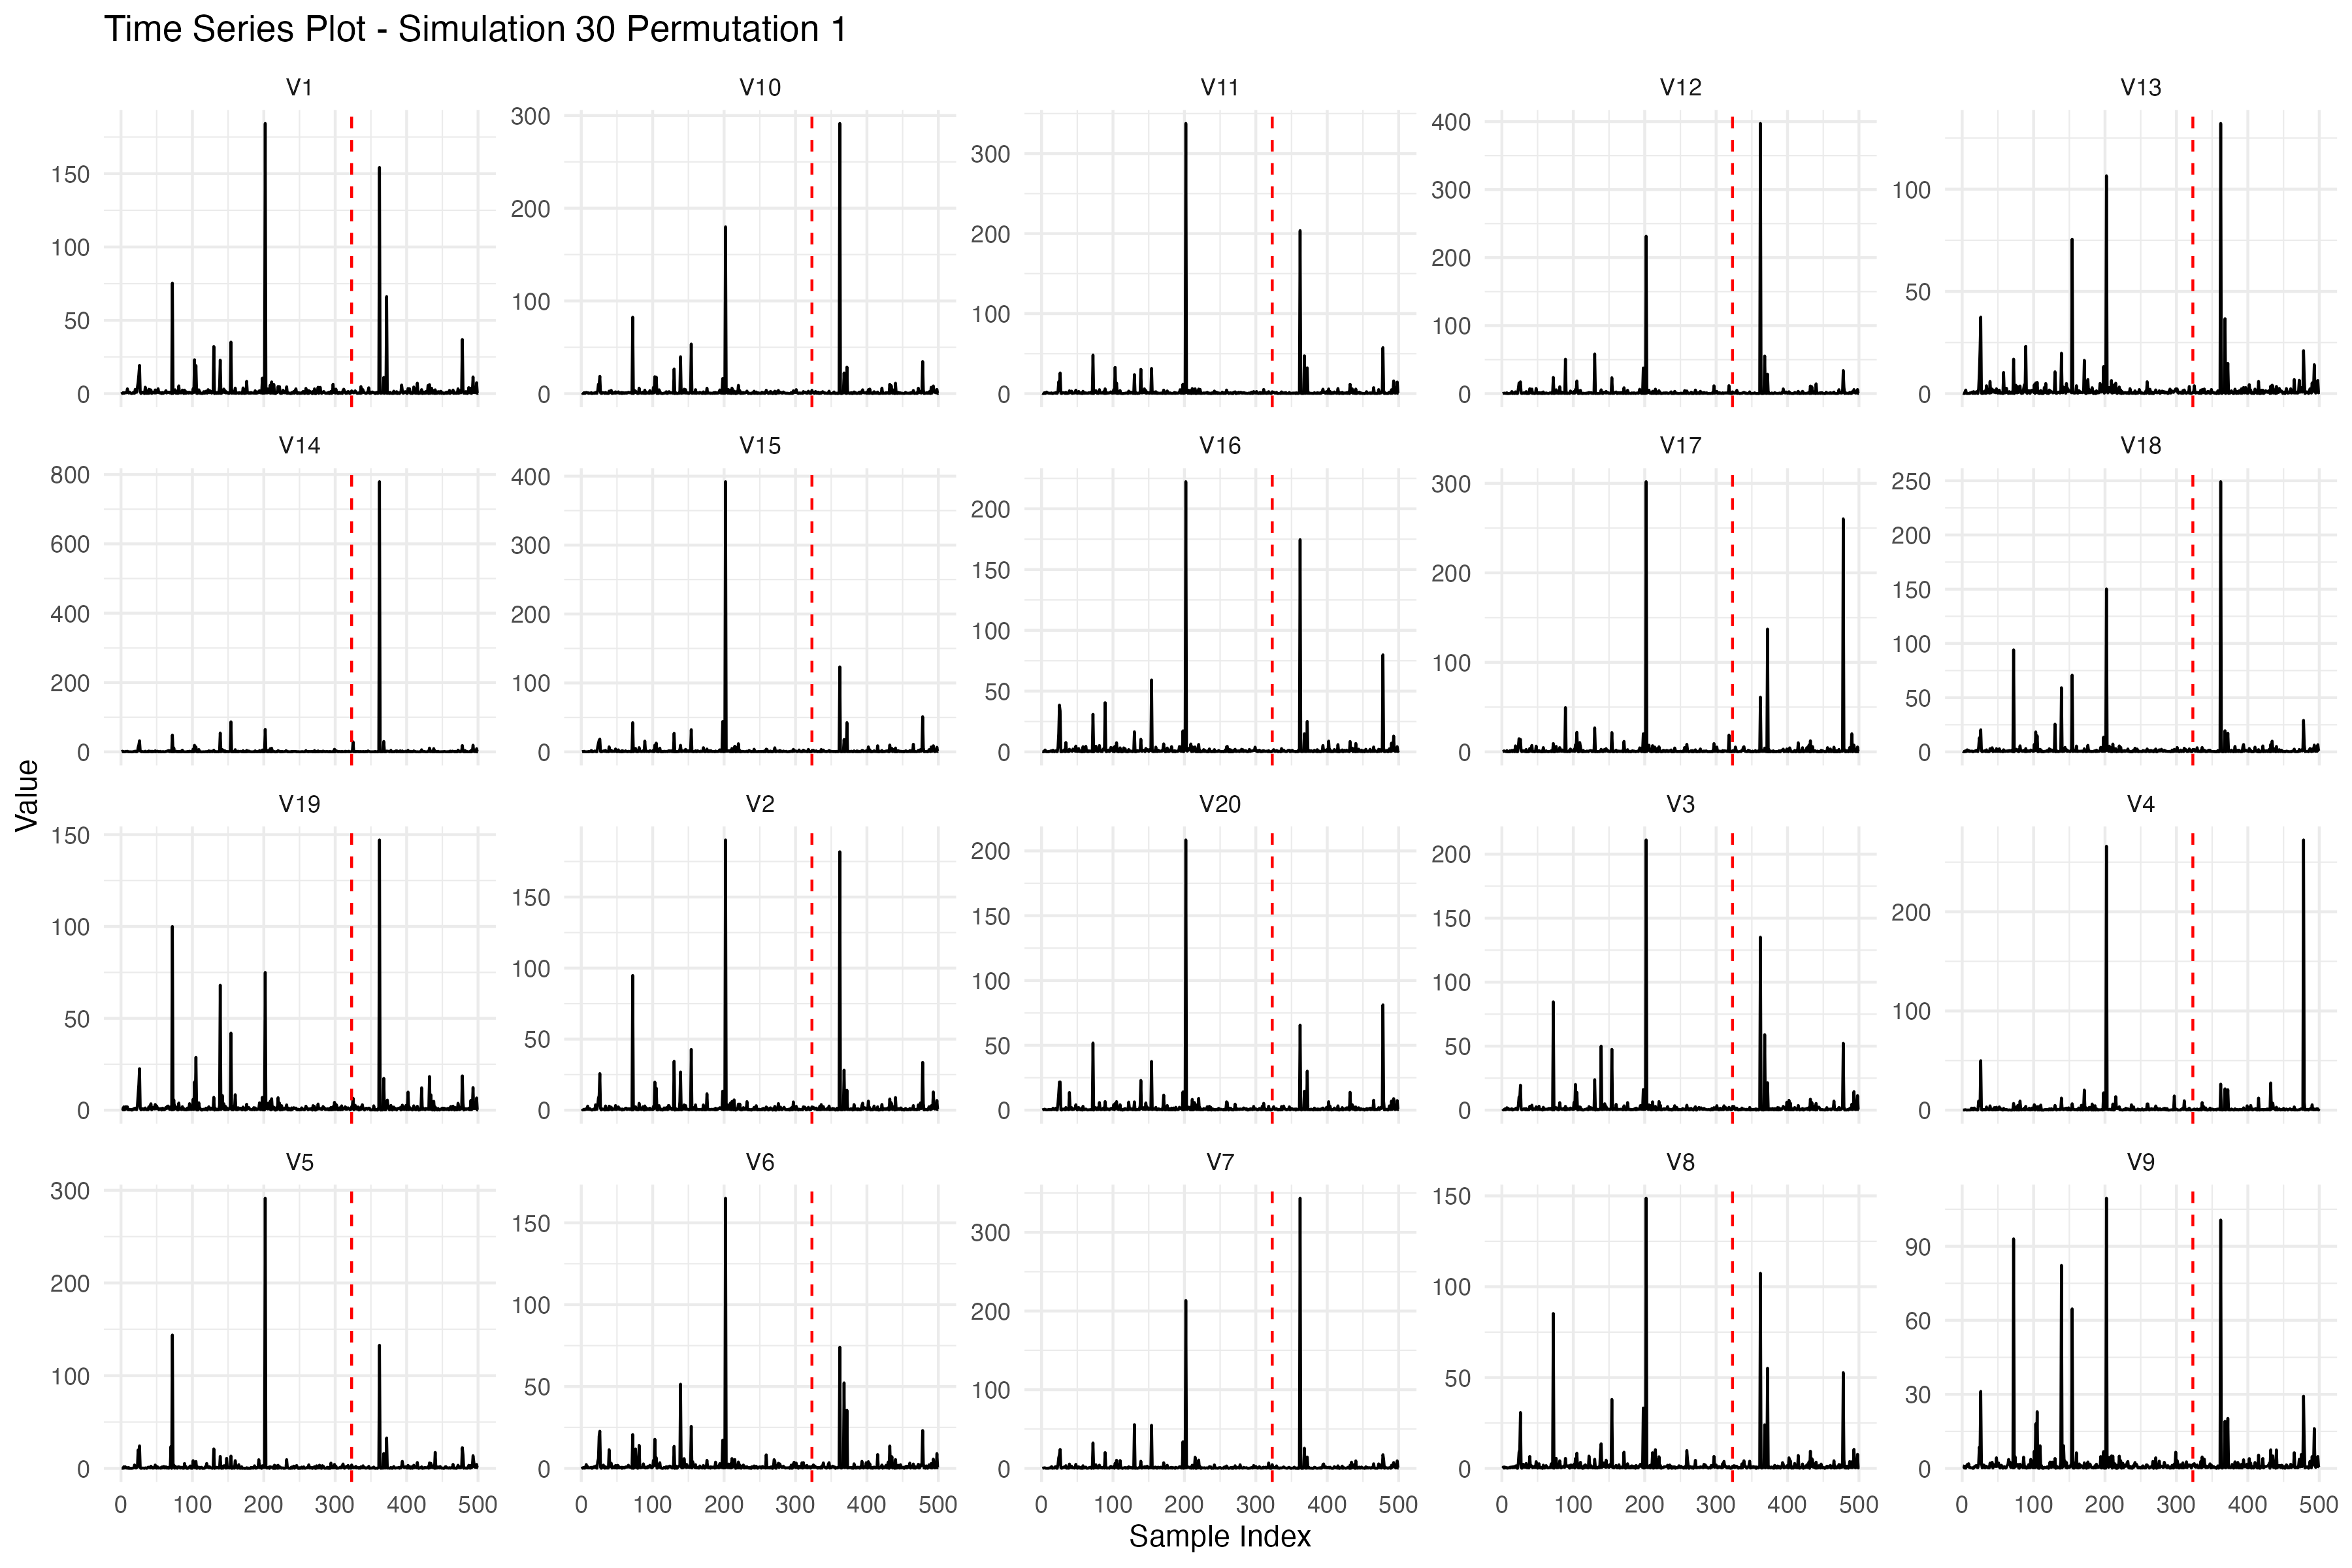 Time Series Plot - Simulation 30 Permutation 1
V1 V10 V11 V12 V13
150 100 50 0
300 200 100 0
300 200 100 0
400 300 200 100 0
100 50 0
V14 V15 V16 V17 V18
800 600 400 200 0
400 300 200 100 0
200 150 100 50 0
300 200 100 0
250 200 150 100 50 0
Value
V19 V2 V20 V3 V4
150 100 50 0
150 100 50 0
200 150 100 50 0
200 150 100 50 0
200 100 0
V5 V6 V7 V8 V9
300 200 100 0
150 100 50 0
300 200 100 0
150 100 50 0
90 60 30 0
0 100 200 300 400 500
0 100 200 300 400 500
0 100 200 300 400 500
0 100 200 300 400 500
0 100 200 300 400 500
Sample Index